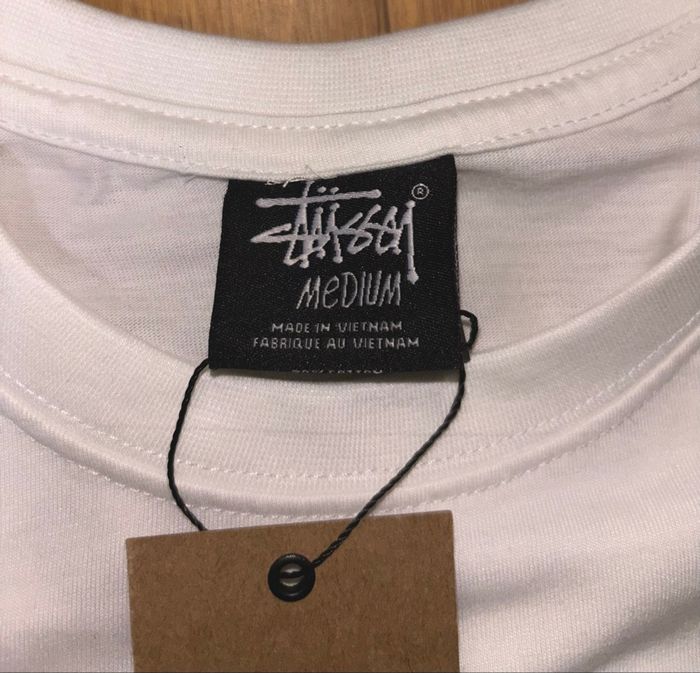 Stüssy ®
MEDIUM
MADE IN VIETNAM
FABRIQUE AU VIETNAM